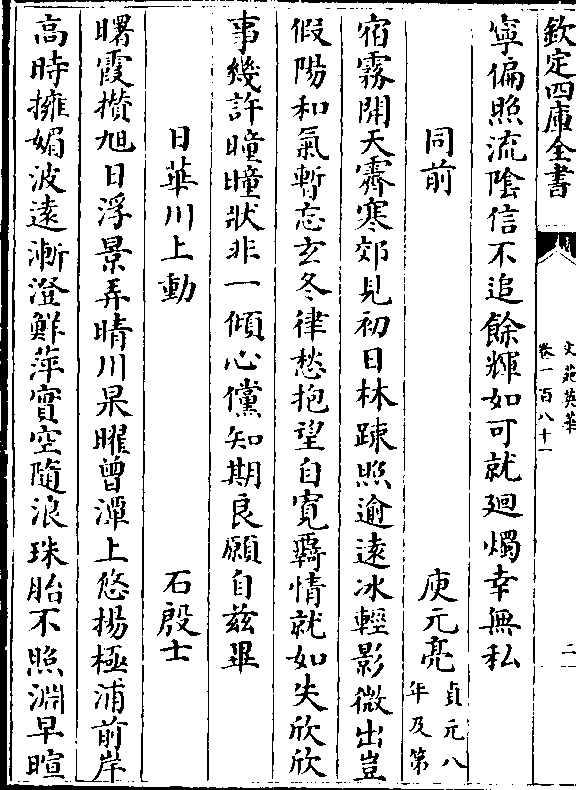 欽定四庫全書
文苑英華
卷一百八十一
二
寧偏照流陰信不追餘輝如可就廻燭幸無私
同前
庾元亮
貞元八
年及第
宿霧開天霽寒郊見初日林踈照逾遠冰輕影微出豈
假陽和氣暫忘玄冬律愁抱望自寛羇情就如失欣欣
事幾許曈曈狀非一傾心儻知期良願自兹畢
日華川上動
石殷士
曙霞攅旭日浮景弄晴川杲曜曾潭上悠揚極浦前岸
高時擁媚波逺漸澄鮮萍實空隨浪珠胎不照淵早暄